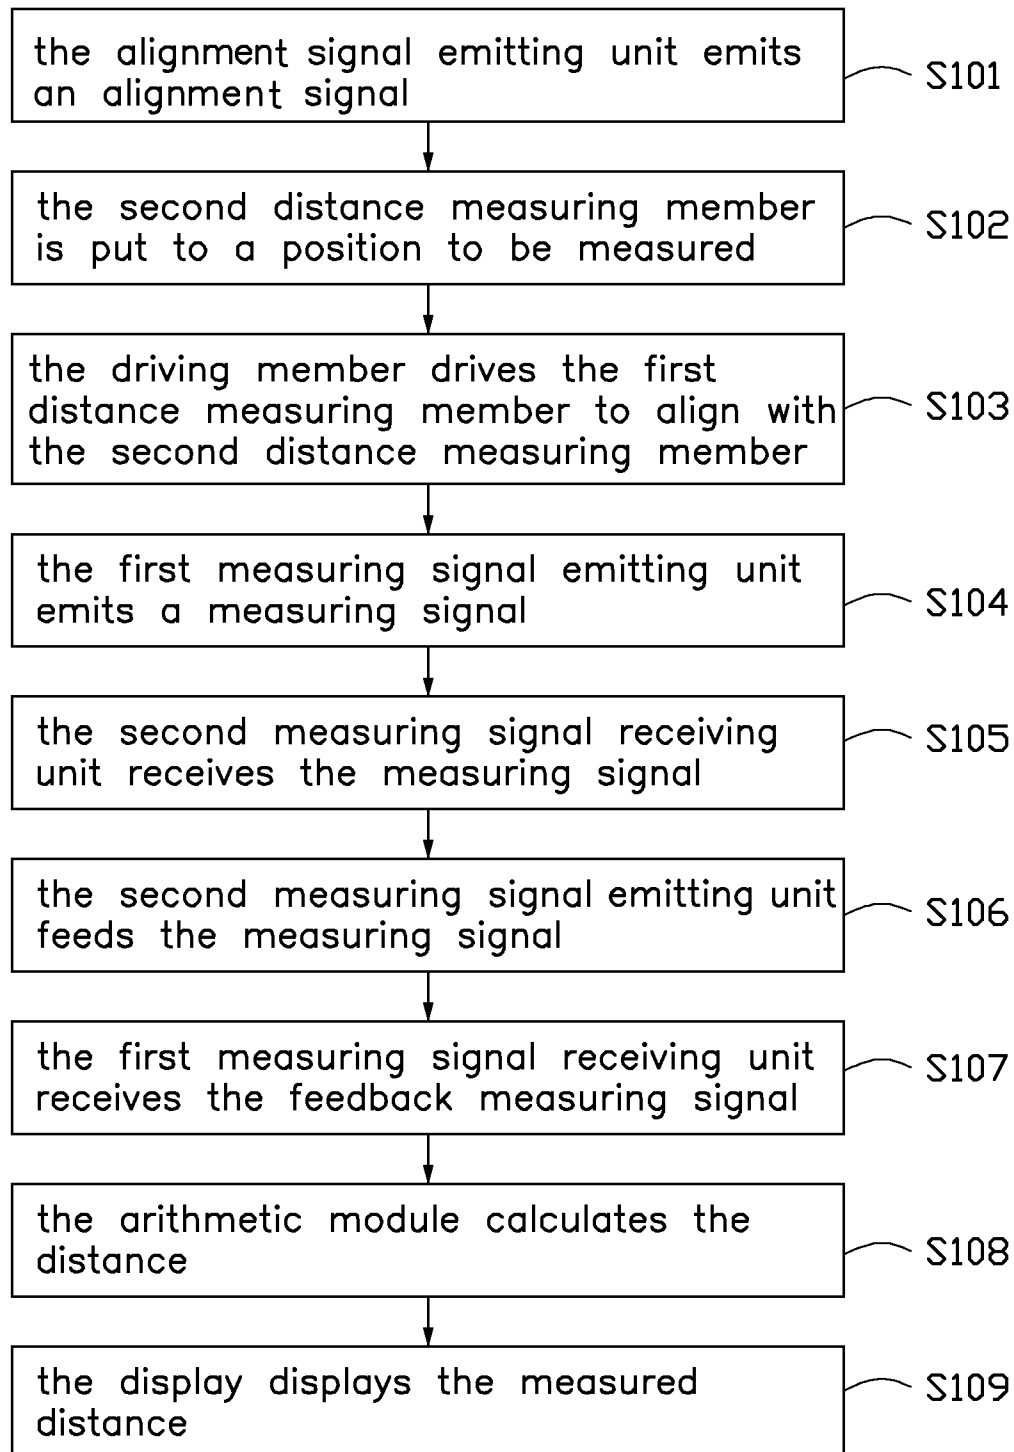 the alignment signal emitting unit emits
an alignment signal
S101
the second distance measuring member
is put to a position to be measured
S102
the driving member drives the first
distance measuring member to align with
the second distance measuring member
S103
the first measuring signal emitting unit
emits a measuring signal
S104
the second measuring signal receiving
unit receives the measuring signal
S105
the second measuring signal emitting unit
feeds the measuring signal
S106
the first measuring signal receiving unit
receives the feedback measuring signal
S107
the arithmetic module calculates the
distance
S108
the display displays the measured
distance
S109